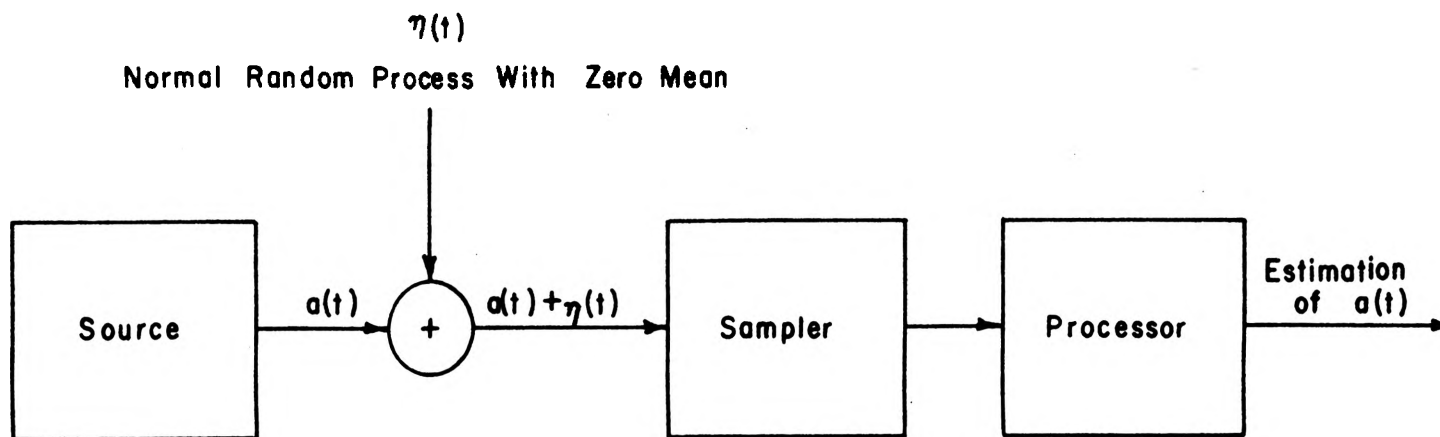 η(t)
Normal Random Process With Zero Mean
Source
a(t)
+
a(t)+η(t)
Sampler
Processor
Estimation
of a(t)